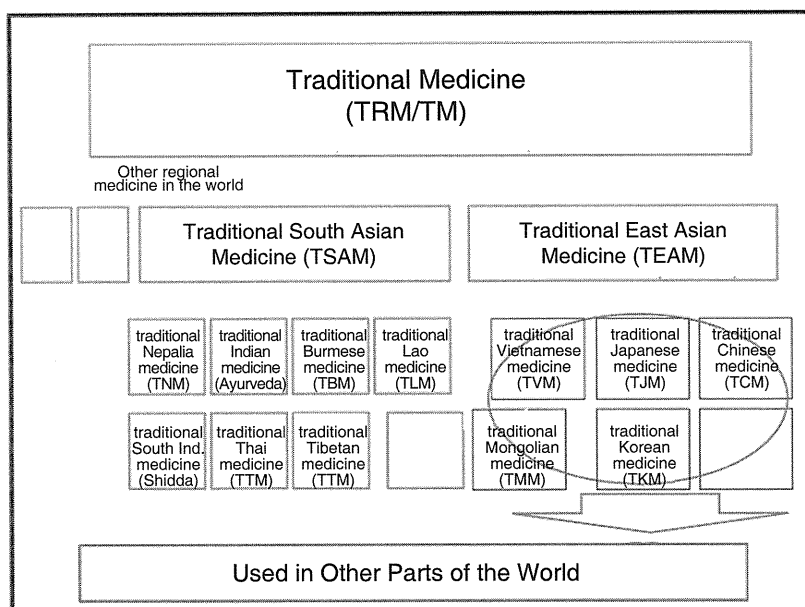 Traditional Medicine
(TRM/TM)
Other regional
medicine in the world
Traditional South Asian
Medicine (TSAM)
Traditional East Asian
Medicine (TEAM)
traditional
Nepalia
medicine
(TNM)
traditional
Indian
medicine
(Ayurveda)
traditional
Burmese
medicine
(TBM)
traditional
Lao
medicine
(TLM)
traditional
Vietnamese
medicine
(TVM)
traditional
Japanese
medicine
(TJM)
traditional
Chinese
medicine
(TCM)
traditional
South Ind.
medicine
(Shidda)
traditional
Thai
medicine
(TTM)
traditional
Tibetan
medicine
(TTM)
traditional
Mongolian
medicine
(TMM)
traditional
Korean
medicine
(TKM)
Used in Other Parts of the World